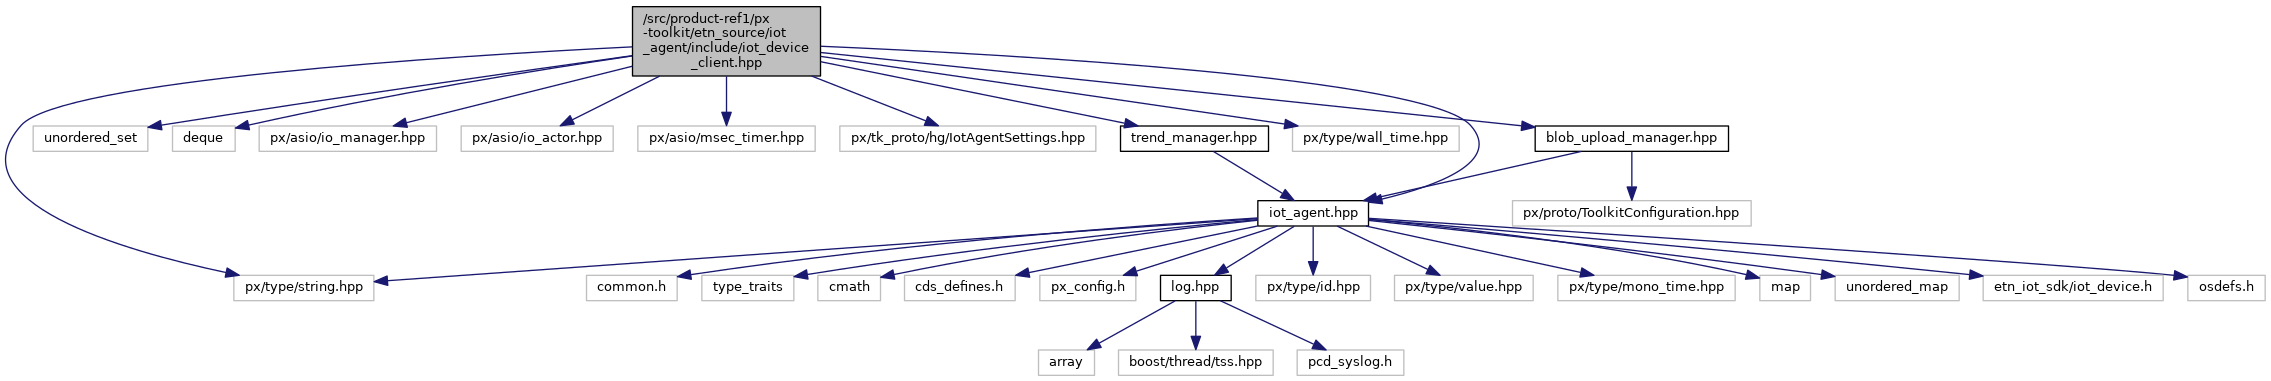 /src/product-ref1/px
-toolkit/etn_source/iot
_agent/include/iot_device
_client.hpp
unordered_set
deque
px/asio/io_manager.hpp
px/asio/io_actor.hpp
px/asio/msec_timer.hpp
px/tk_proto/hg/IotAgentSettings.hpp
trend_manager.hpp
px/type/wall_time.hpp
blob_upload_manager.hpp
iot_agent.hpp
px/proto/ToolkitConfiguration.hpp
px/type/string.hpp
common.h
type_traits
cmath
cds_defines.h
px_config.h
log.hpp
px/type/id.hpp
px/type/value.hpp
px/type/mono_time.hpp
map
unordered_map
etn_iot_sdk/iot_device.h
osdefs.h
array
boost/thread/tss.hpp
pcd_syslog.h